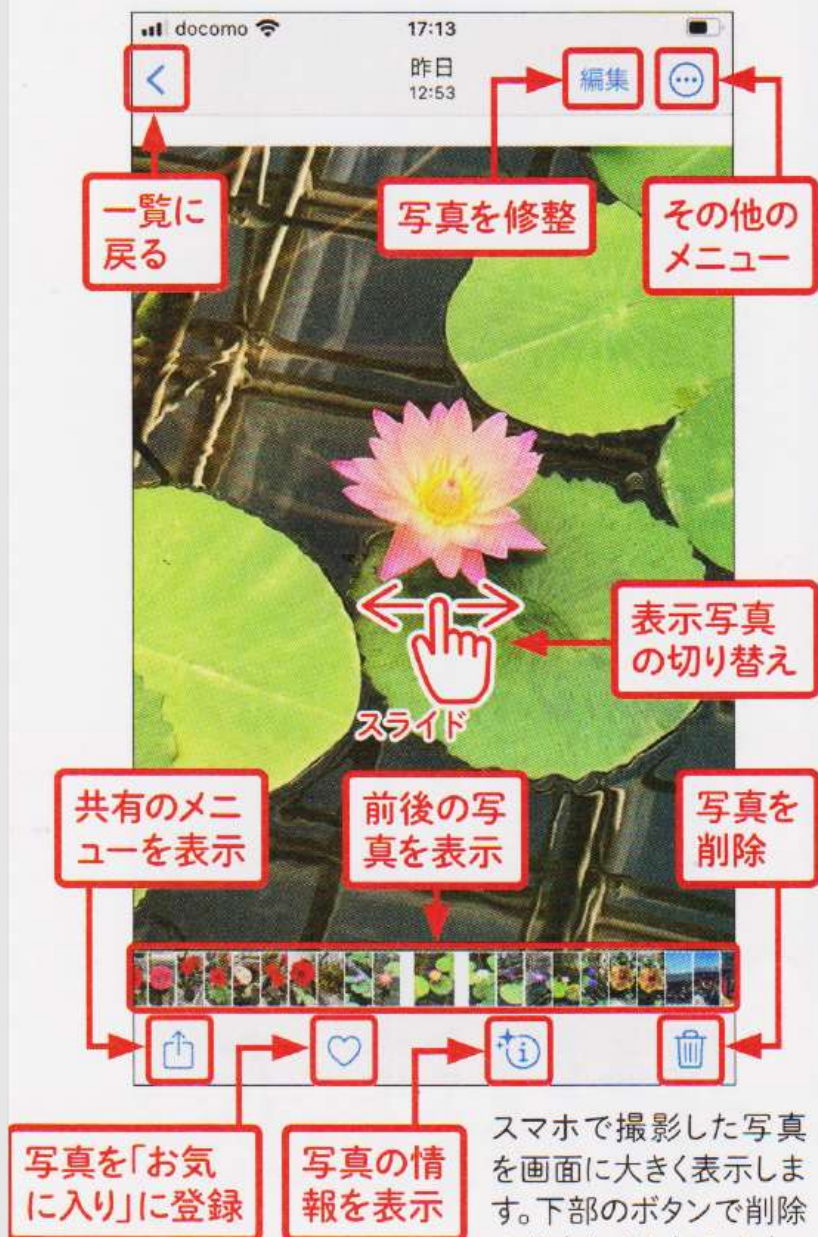 docomo
17:13
昨日
12:53
編集
一覧に
戻る
写真を修整
その他の
メニュー
表示写真
の切り替え
スライド
共有のメニ
ューを表示
前後の写
真を表示
写真を
削除
写真を「お気
に入り」に登録
写真の情
報を表示
スマホで撮影した写真
を画面に大きく表示しま
す。下部のボタンで削除